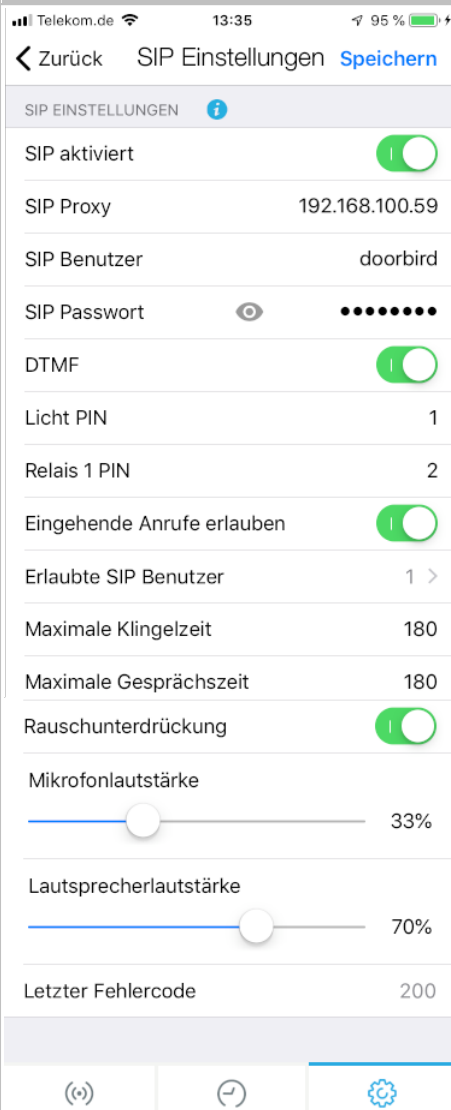 Telekom.de 13:35 95 %
Zurück SIP Einstellungen Speichern
SIP EINSTELLUNGEN i
SIP aktiviert
SIP Proxy 192.168.100.59
SIP Benutzer doorbird
SIP Passwort ••••••••
DTMF
Licht PIN 1
Relais 1 PIN 2
Eingehende Anrufe erlauben
Erlaubte SIP Benutzer 1
Maximale Klingelzeit 180
Maximale Gesprächszeit 180
Rauschunterdrückung
Mikrofonlautstärke
33%
Lautsprecherlautstärke
70%
Letzter Fehlercode 200